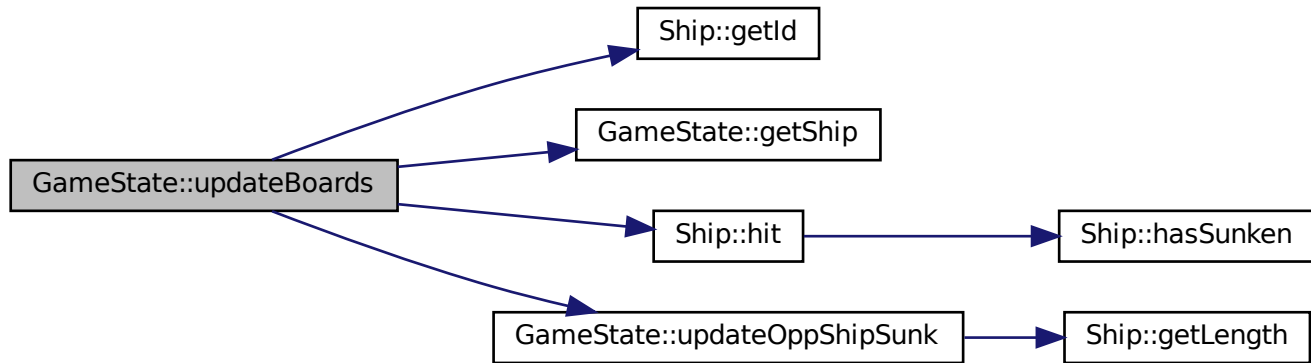 Ship::getId
GameState::getShip
GameState::updateBoards
Ship::hit
Ship::hasSunken
GameState::updateOppShipSunk
Ship::getLength